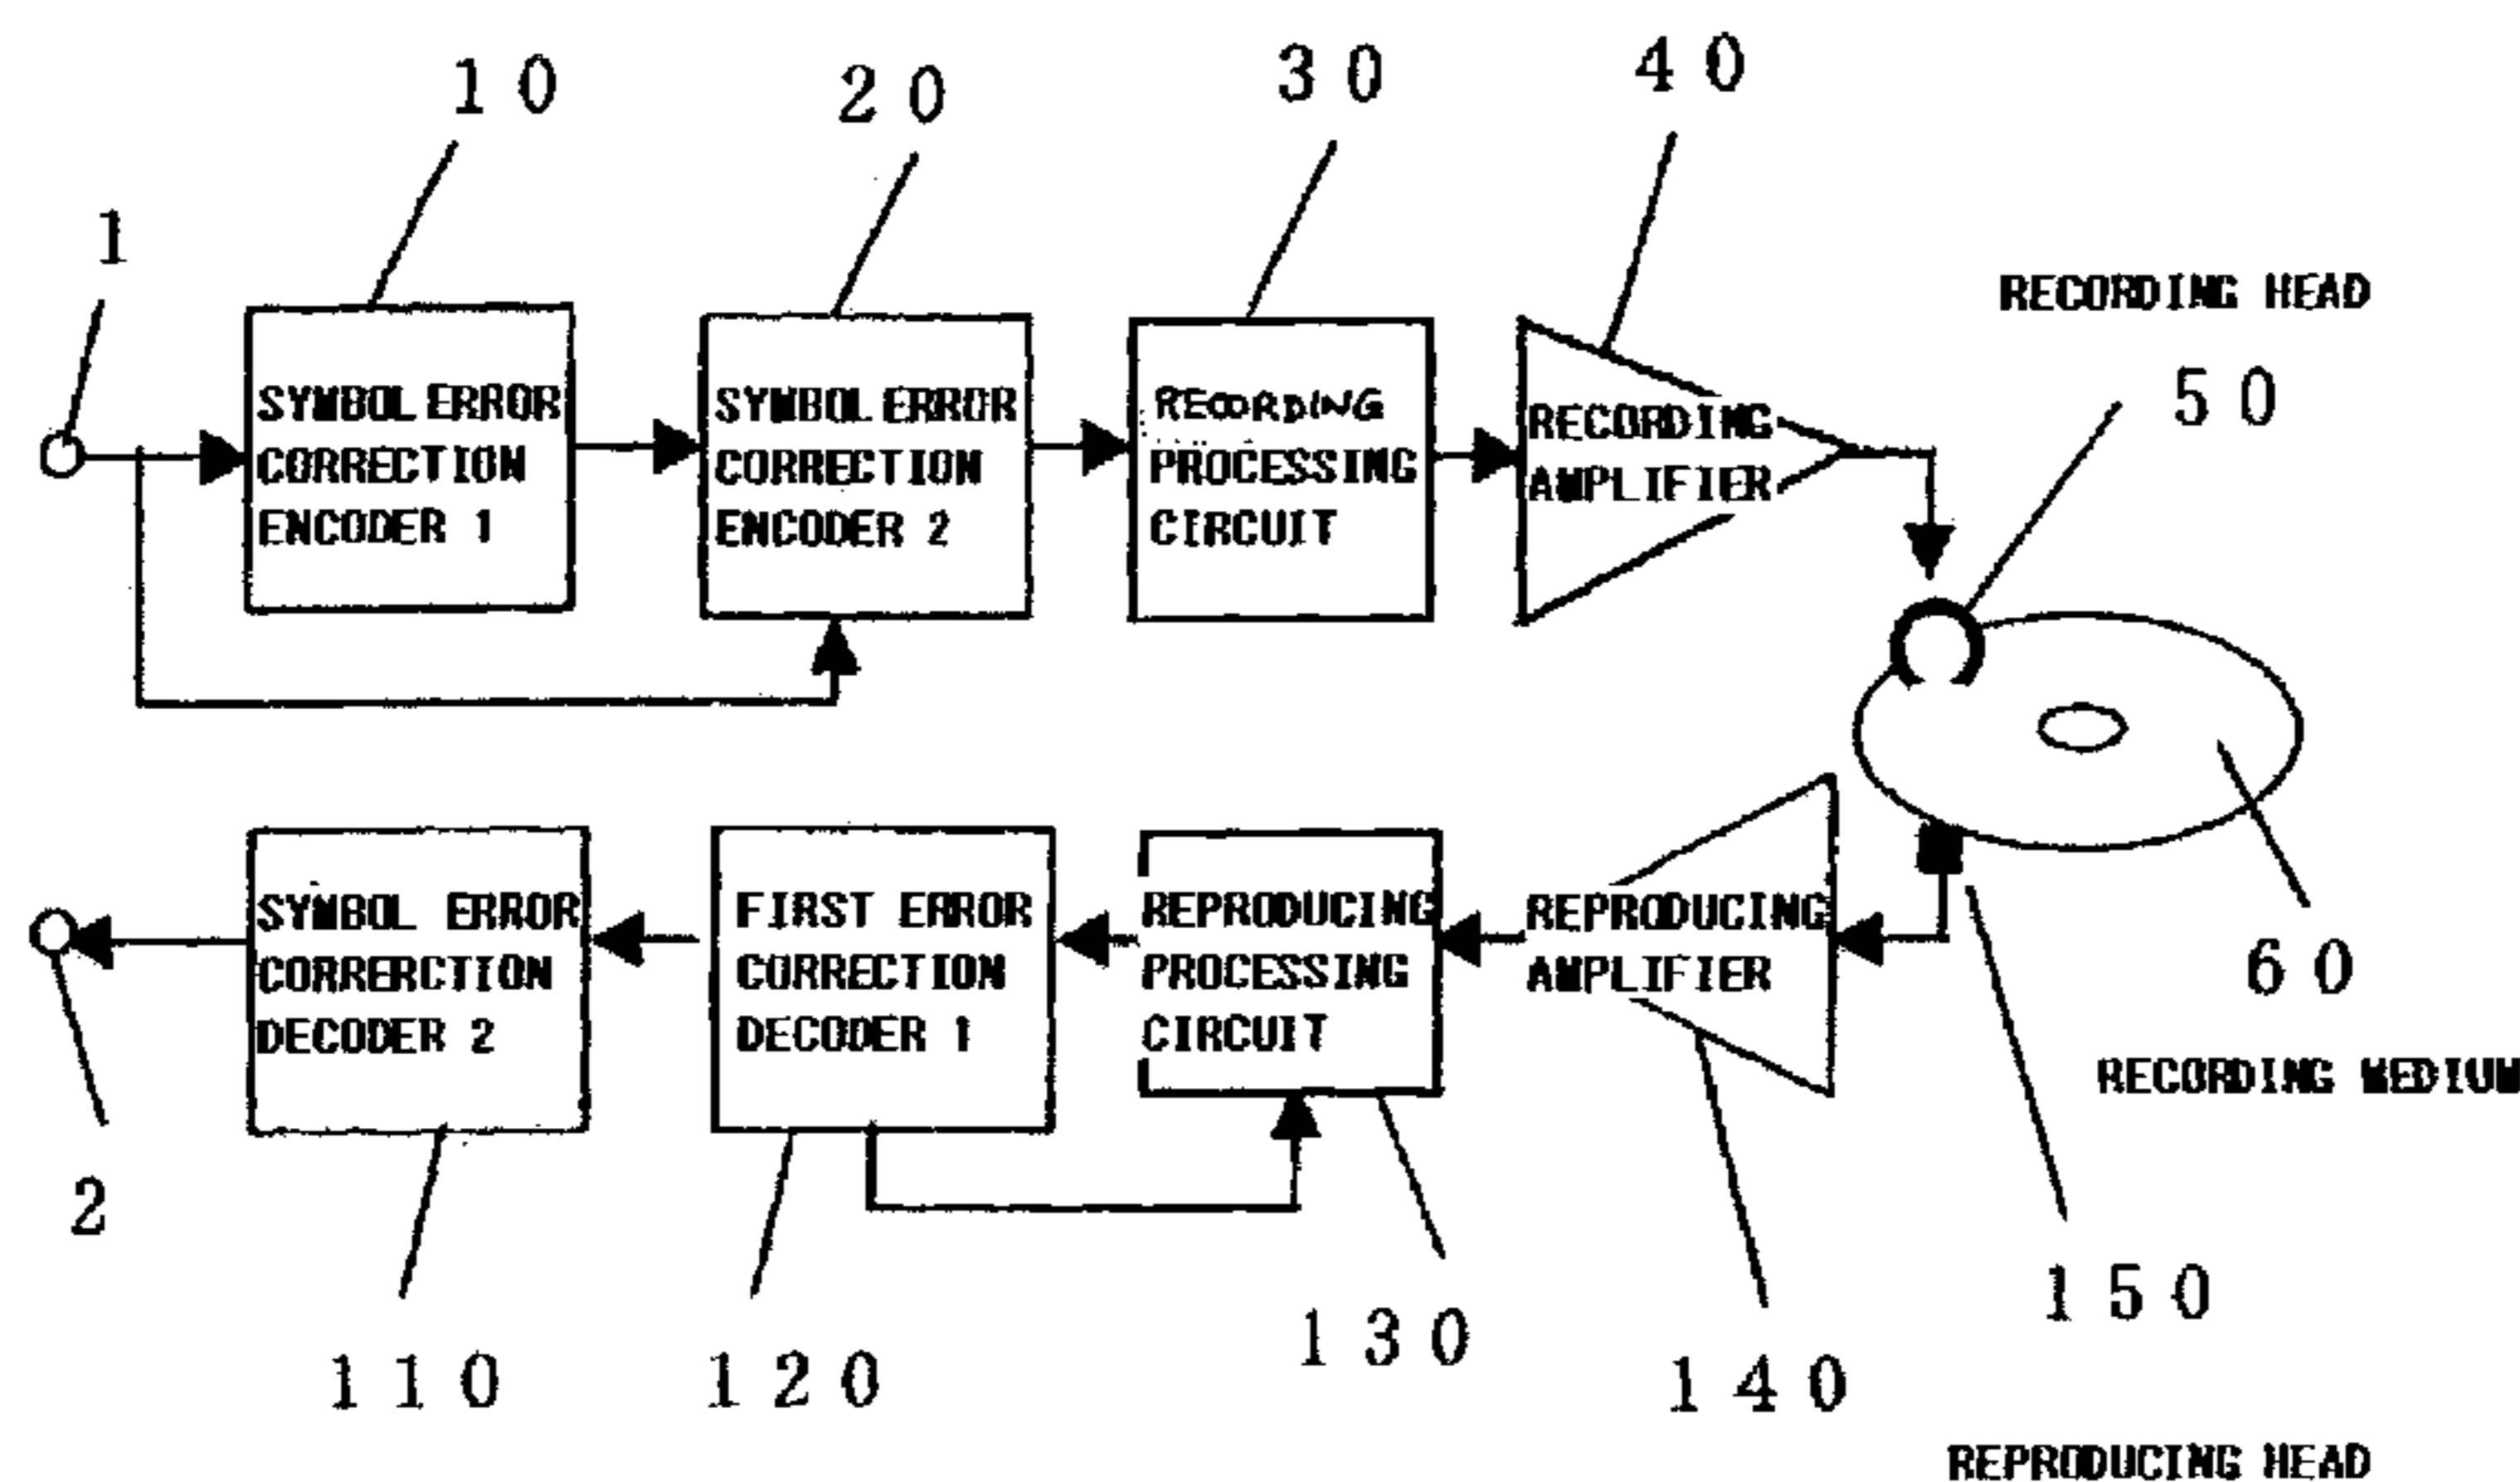 10
20
30
40
1
RECORDING HEAD
50
SYMBOL ERROR
CORRECTION
ENCODER 1
SYMBOL ERROR
CORRECTION
ENCODER 2
RECORDING
PROCESSING
CIRCUIT
RECORDING
AMPLIFIER
SYMBOL ERROR
CORRERCTION
DECODER 2
FIRST ERROR
CORRECTION
DECODER 1
REPRODUCING
PROCESSING
CIRCUIT
REPRODUCING
AMPLIFIER
60
RECORDING MEDIUM
2
110
120
130
140
150
REPRODUCING HEAD